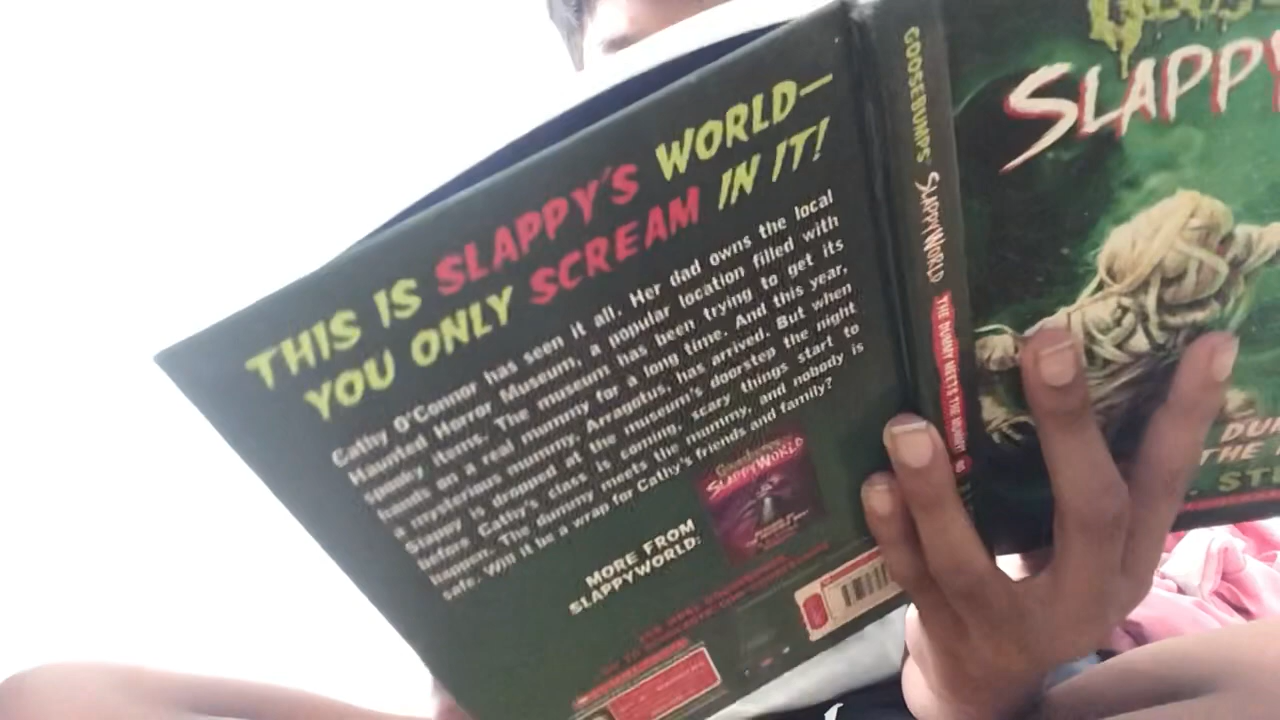 THIS IS SLAPPY'S WORLD—
YOU ONLY SCREAM IN IT!
Cathy O'Connor has seen it all. Her dad owns the local
Haunted Horror Museum, a popular location filled with
spooky items. The museum has been trying to get its
hands on a real mummy for a long time. And this year,
a mysterious mummy, Arragotus, has arrived. But when
Slappy is dropped at the museum's doorstep the night
before Cathy's class is coming, scary things start to
happen. The dummy meets the mummy, and nobody is
safe. Will it be a wrap for Cathy's friends and family?
MORE FROM
SLAPPYWORLD:
Goosebumps
SLAPPYWORLD
GOOSEBUMPS SLAPPYWORLD THE DUMMY MEETS THE MUMMY 8
SLAPPY
THE